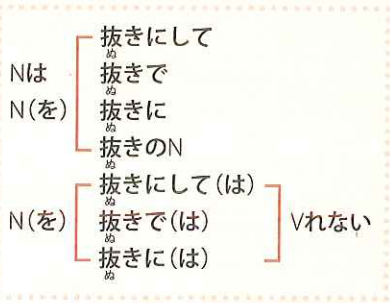 抜きにして
Nは 抜きで
N(を) 抜きに
抜きのN
抜きにして(は)
N(を) 抜きで(は) Vれない
抜きに(は)
ぬ
ぬ
ぬ
ぬ
ぬ
ぬ
ぬ